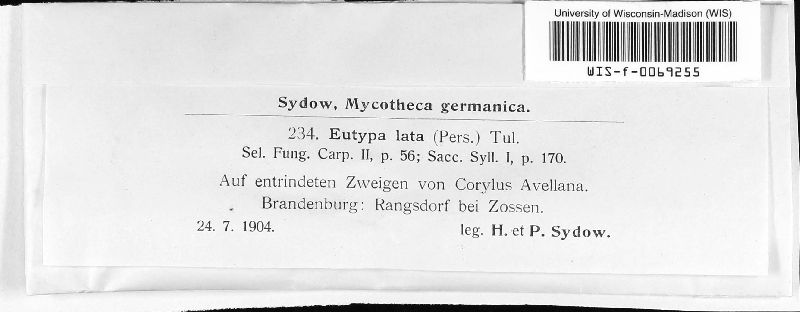 University of Wisconsin-Madison (WIS)
WIS-f-0069255
Sydow, Mycotheca germanica.
234. Eutypa lata (Pers.) Tul.
Sel. Fung. Carp. II, p. 56; Sacc. Syll. I, p. 170.
Auf entrindeten Zweigen von Corylus Avellana.
Brandenburg: Rangsdorf bei Zossen.
24. 7. 1904. leg. H. et P. Sydow.